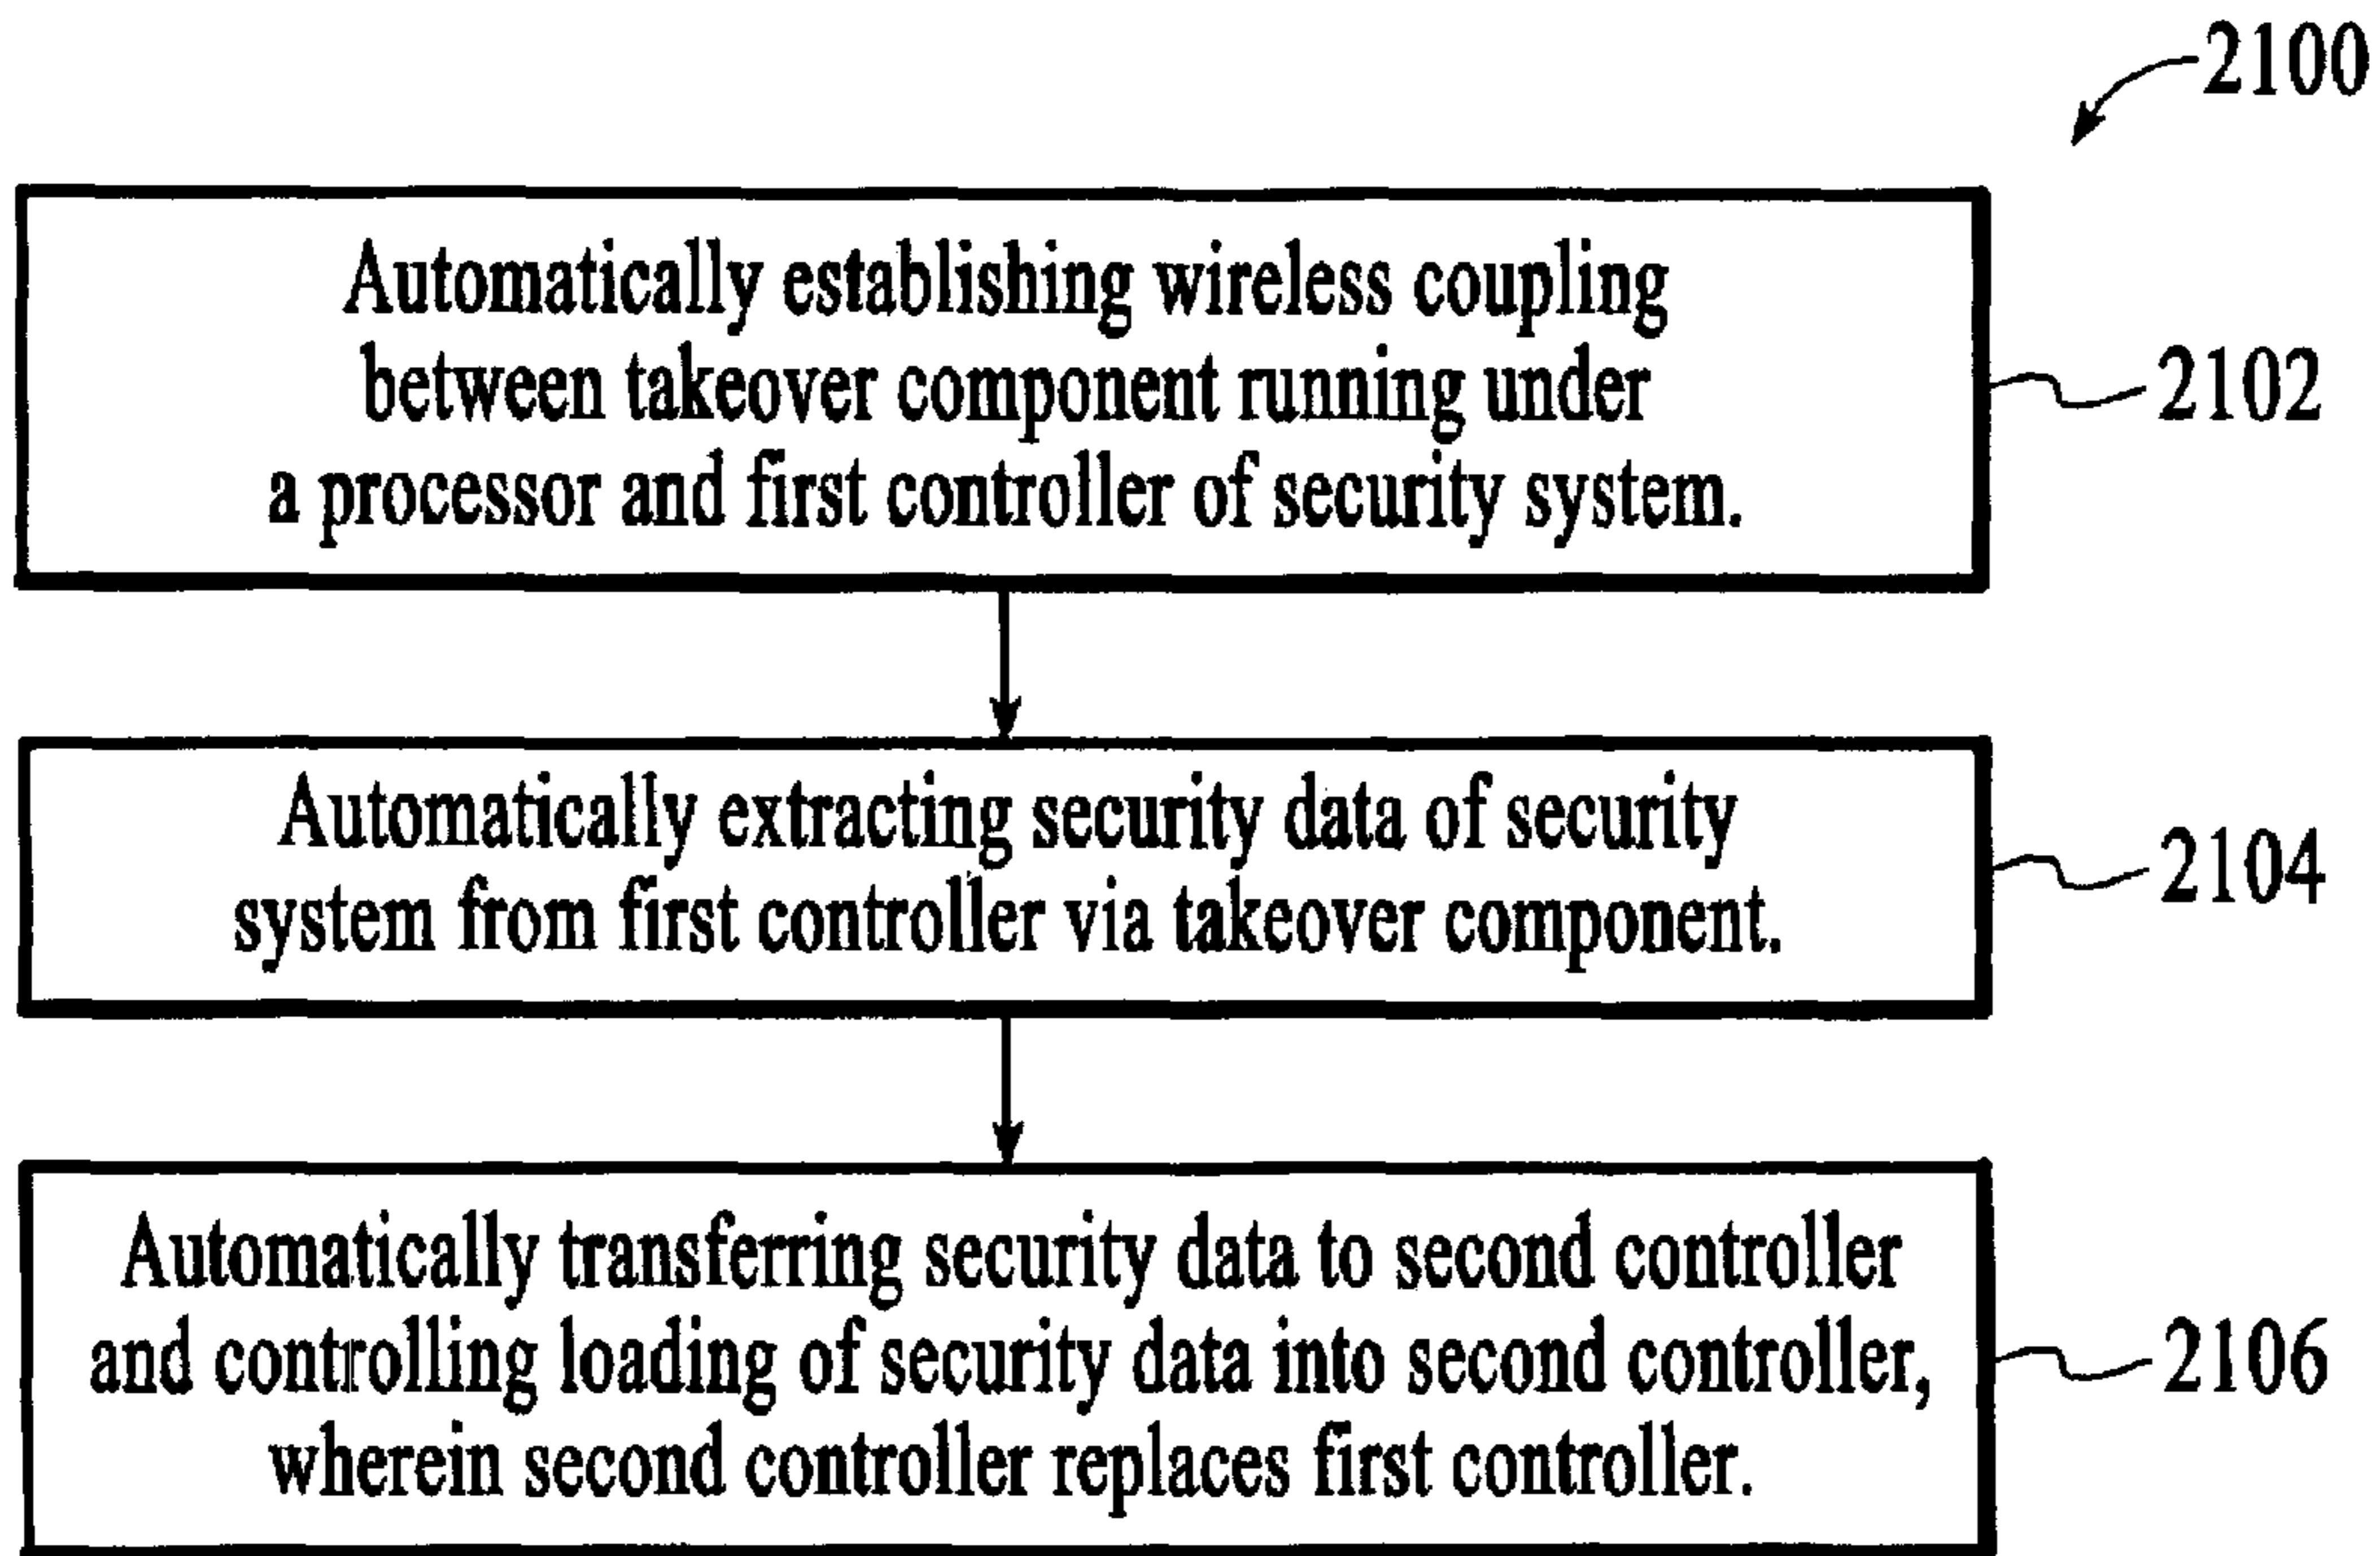 2100
Automatically establishing wireless coupling
between takeover component running under
a processor and first controller of security system.
2102
Automatically extracting security data of security
system from first controller via takeover component.
2104
Automatically transferring security data to second controller
and controlling loading of security data into second controller,
wherein second controller replaces first controller.
2106